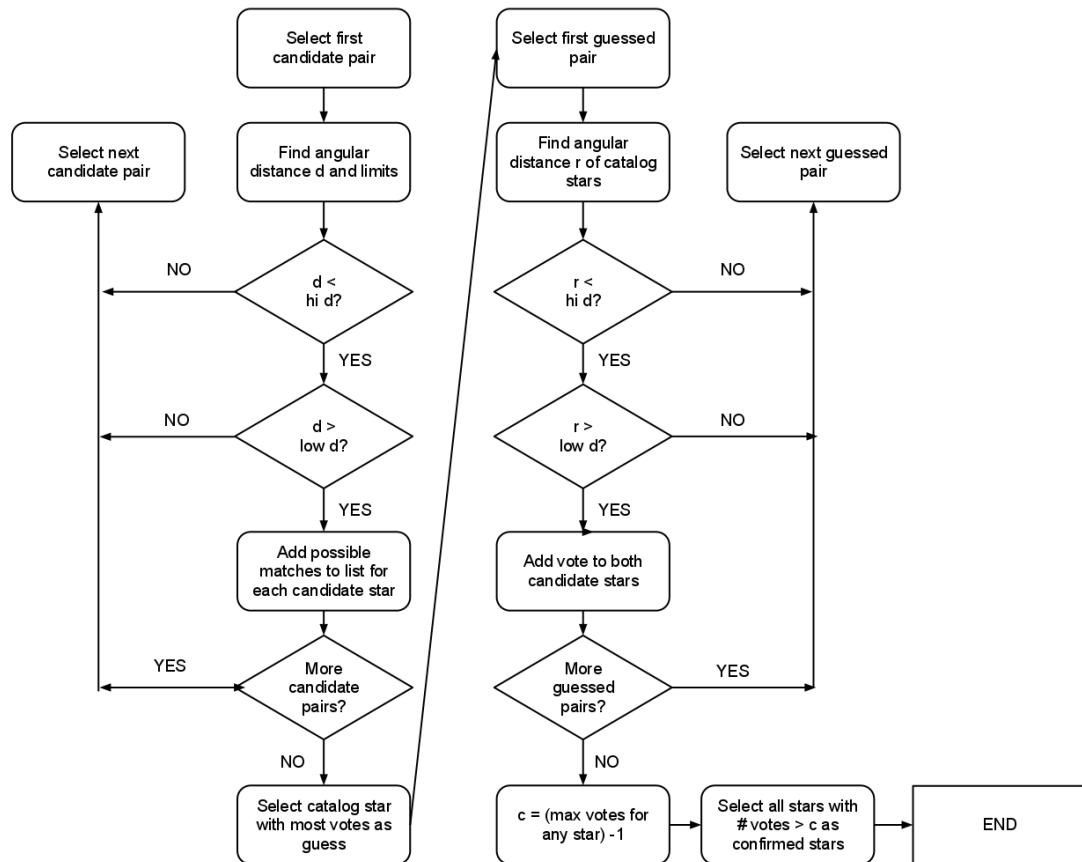 Select first
candidate pair
Select first guessed
pair
Select next
candidate pair
Find angular
distance d and limits
Find angular
distance r of catalog
stars
Select next guessed
pair
NO
d <
hi d?
r <
hi d?
NO
YES
YES
NO
d >
low d?
r >
low d?
NO
YES
YES
Add possible
matches to list for
each candidate star
Add vote to both
candidate stars
YES
More
candidate
pairs?
More
guessed
pairs?
YES
NO
NO
Select catalog star
with most votes as
guess
c = (max votes for
any star) -1
Select all stars with
# votes > c as
confirmed stars
END